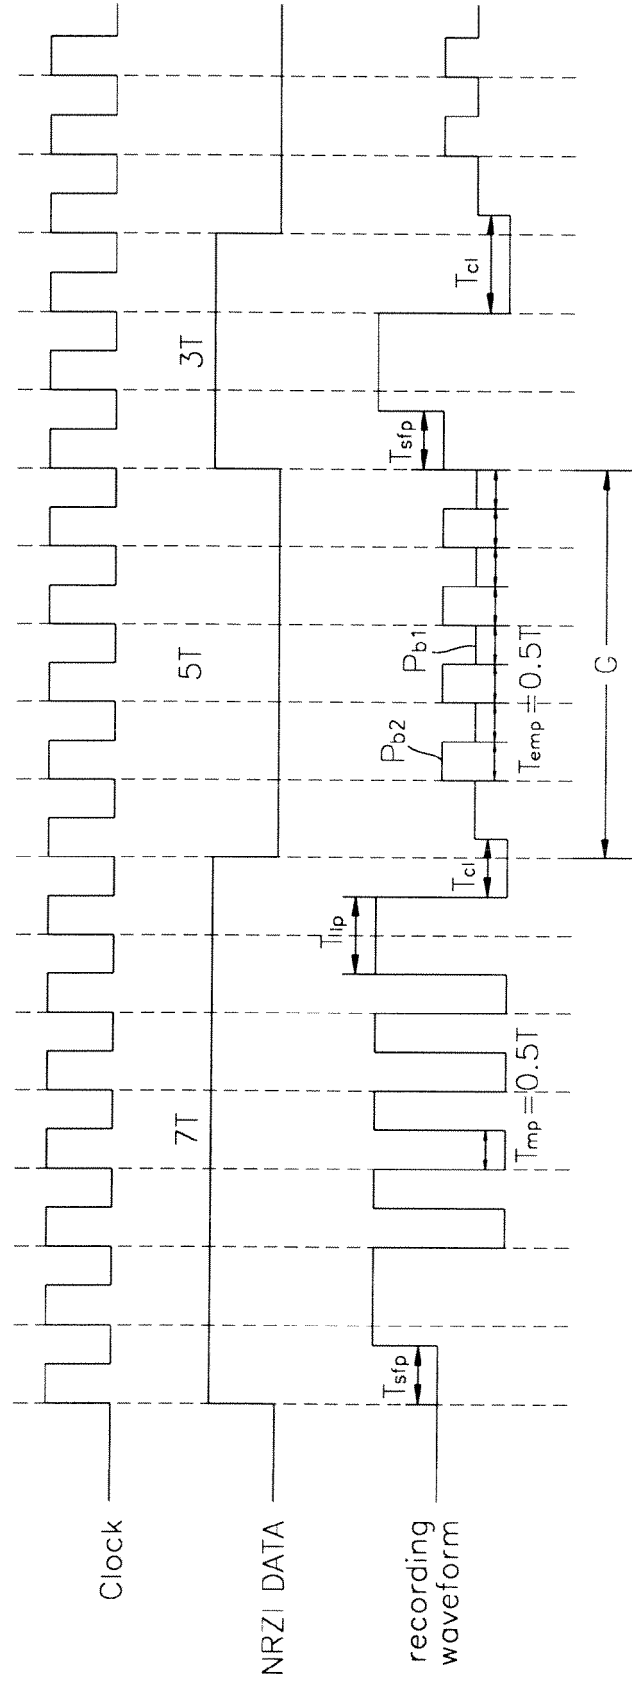 Clock
NRZI DATA
7T
5T
3T
recording
waveform
Tsfp
Tmp=0.5T
Tllp
Tcl
Pb2
Pb1
Temp=0.5T
Tsfp
Tcl
G